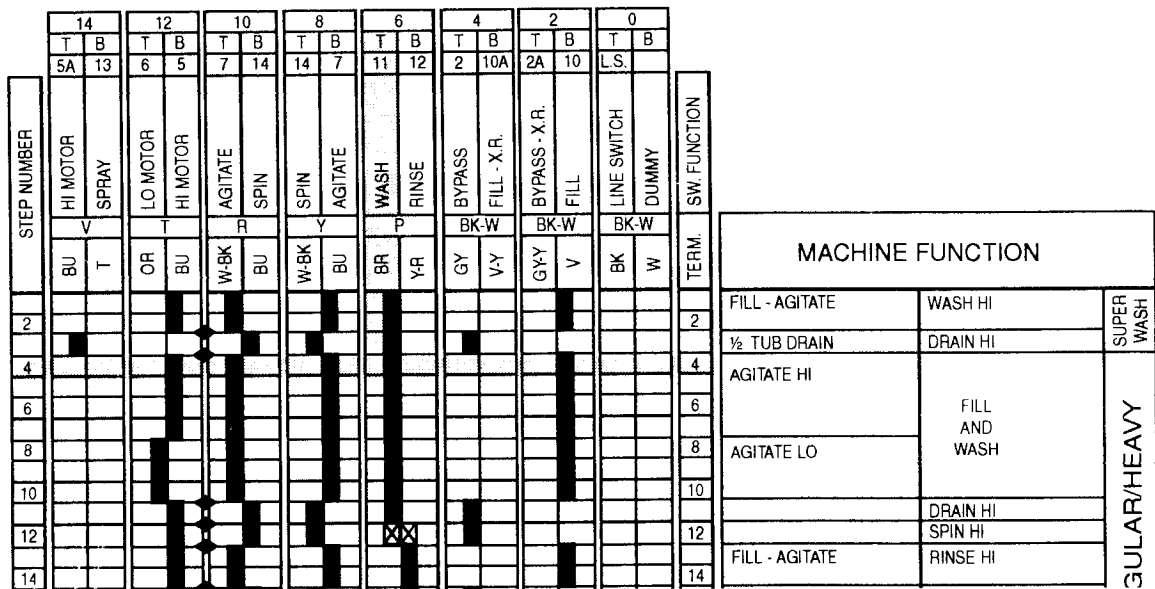 14 12 10 8 6 4 2 0
T B T B T B T B T B T B T B T B
5A 13 6 5 7 14 14 7 11 12 2 10A 2A 10 L.S.
STEP NUMBER HI MOTOR SPRAY LO MOTOR HI MOTOR AGITATE SPIN SPIN AGITATE WASH RINSE BYPASS FILL - X.R. BYPASS - X.R. FILL LINE SWITCH DUMMY SW. FUNCTION
V T R Y P BK-W BK-W BK-W
BU T OR BU W-BK BU W-BK BU BR Y-R GY V-Y GY-Y V BK W TERM.
MACHINE FUNCTION
FILL - AGITATE WASH HI SUPER WASH
2 2
½ TUB DRAIN DRAIN HI
4 4
AGITATE HI
6 6
FILL
AND
WASH
8 8
AGITATE LO
10 10
DRAIN HI
12 12
SPIN HI
FILL - AGITATE RINSE HI
14 14
GULAR/HEAVY